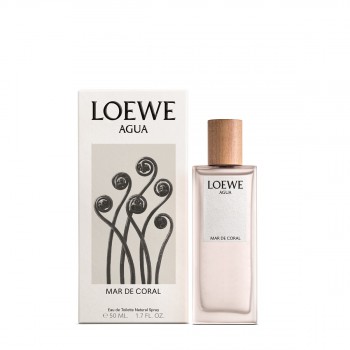 LOEWE
AGUA
MAR DE CORAL
Eau de Toilette Natural Spray
℮ 50 ML. 1.7 FL. OZ.
LOEWE
AGUA
MAR DE CORAL